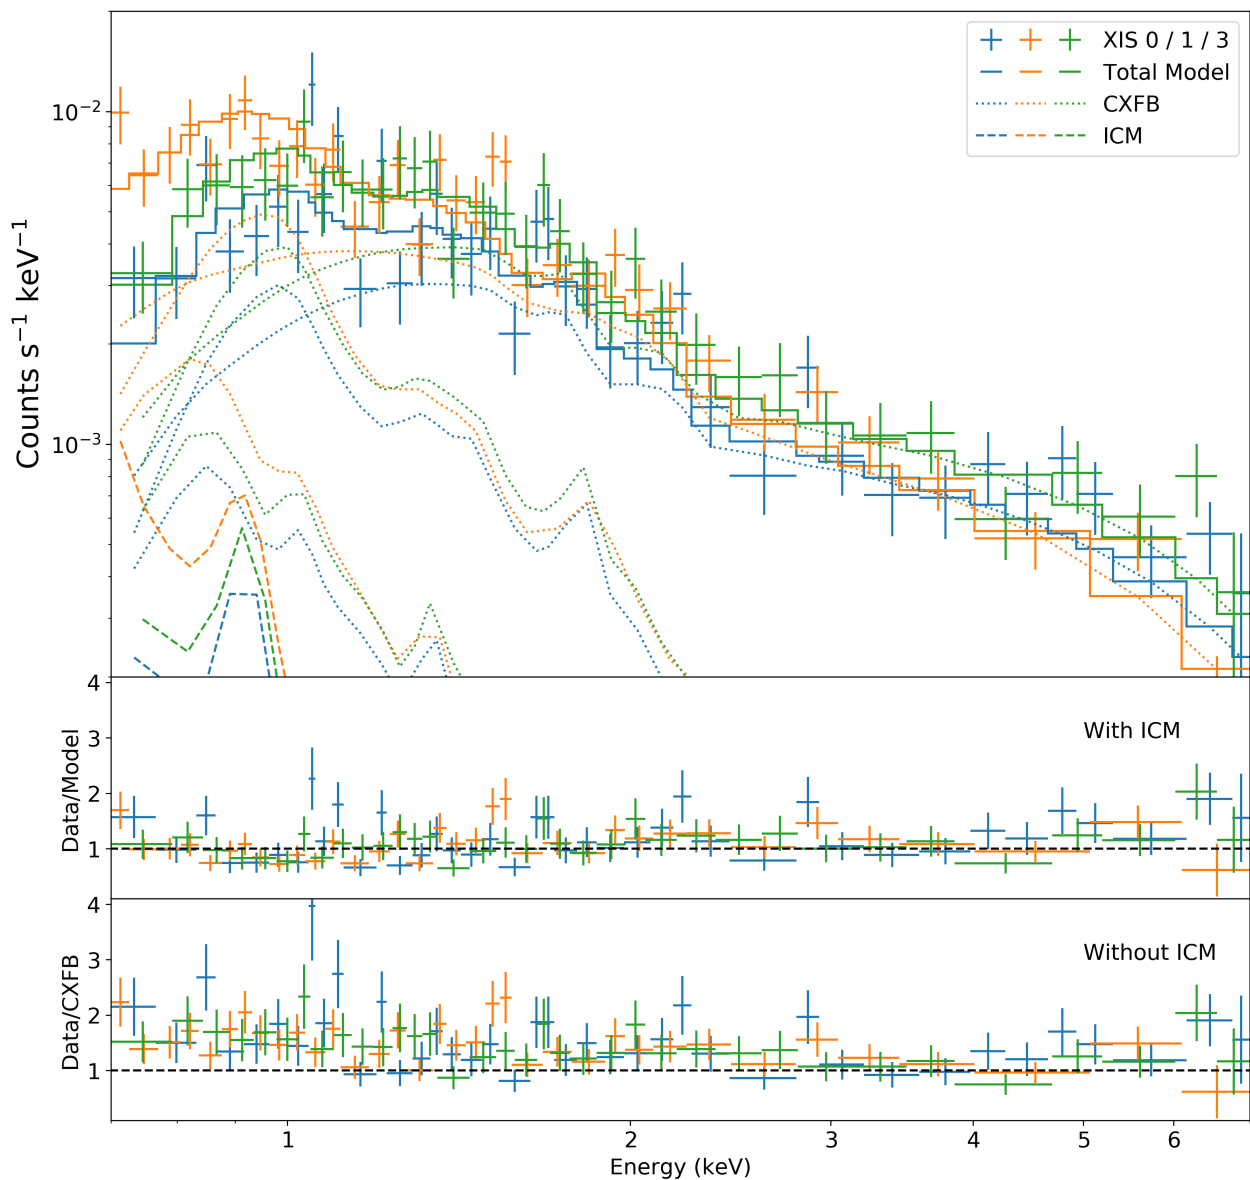 XIS 0 / 1 / 3
Total Model
CXFB
ICM
Counts s⁻¹ keV⁻¹
10⁻²
10⁻³
With ICM
Data/Model
4
3
2
1
Without ICM
Data/CXFB
4
3
2
1
1 2 3 4 5 6
Energy (keV)